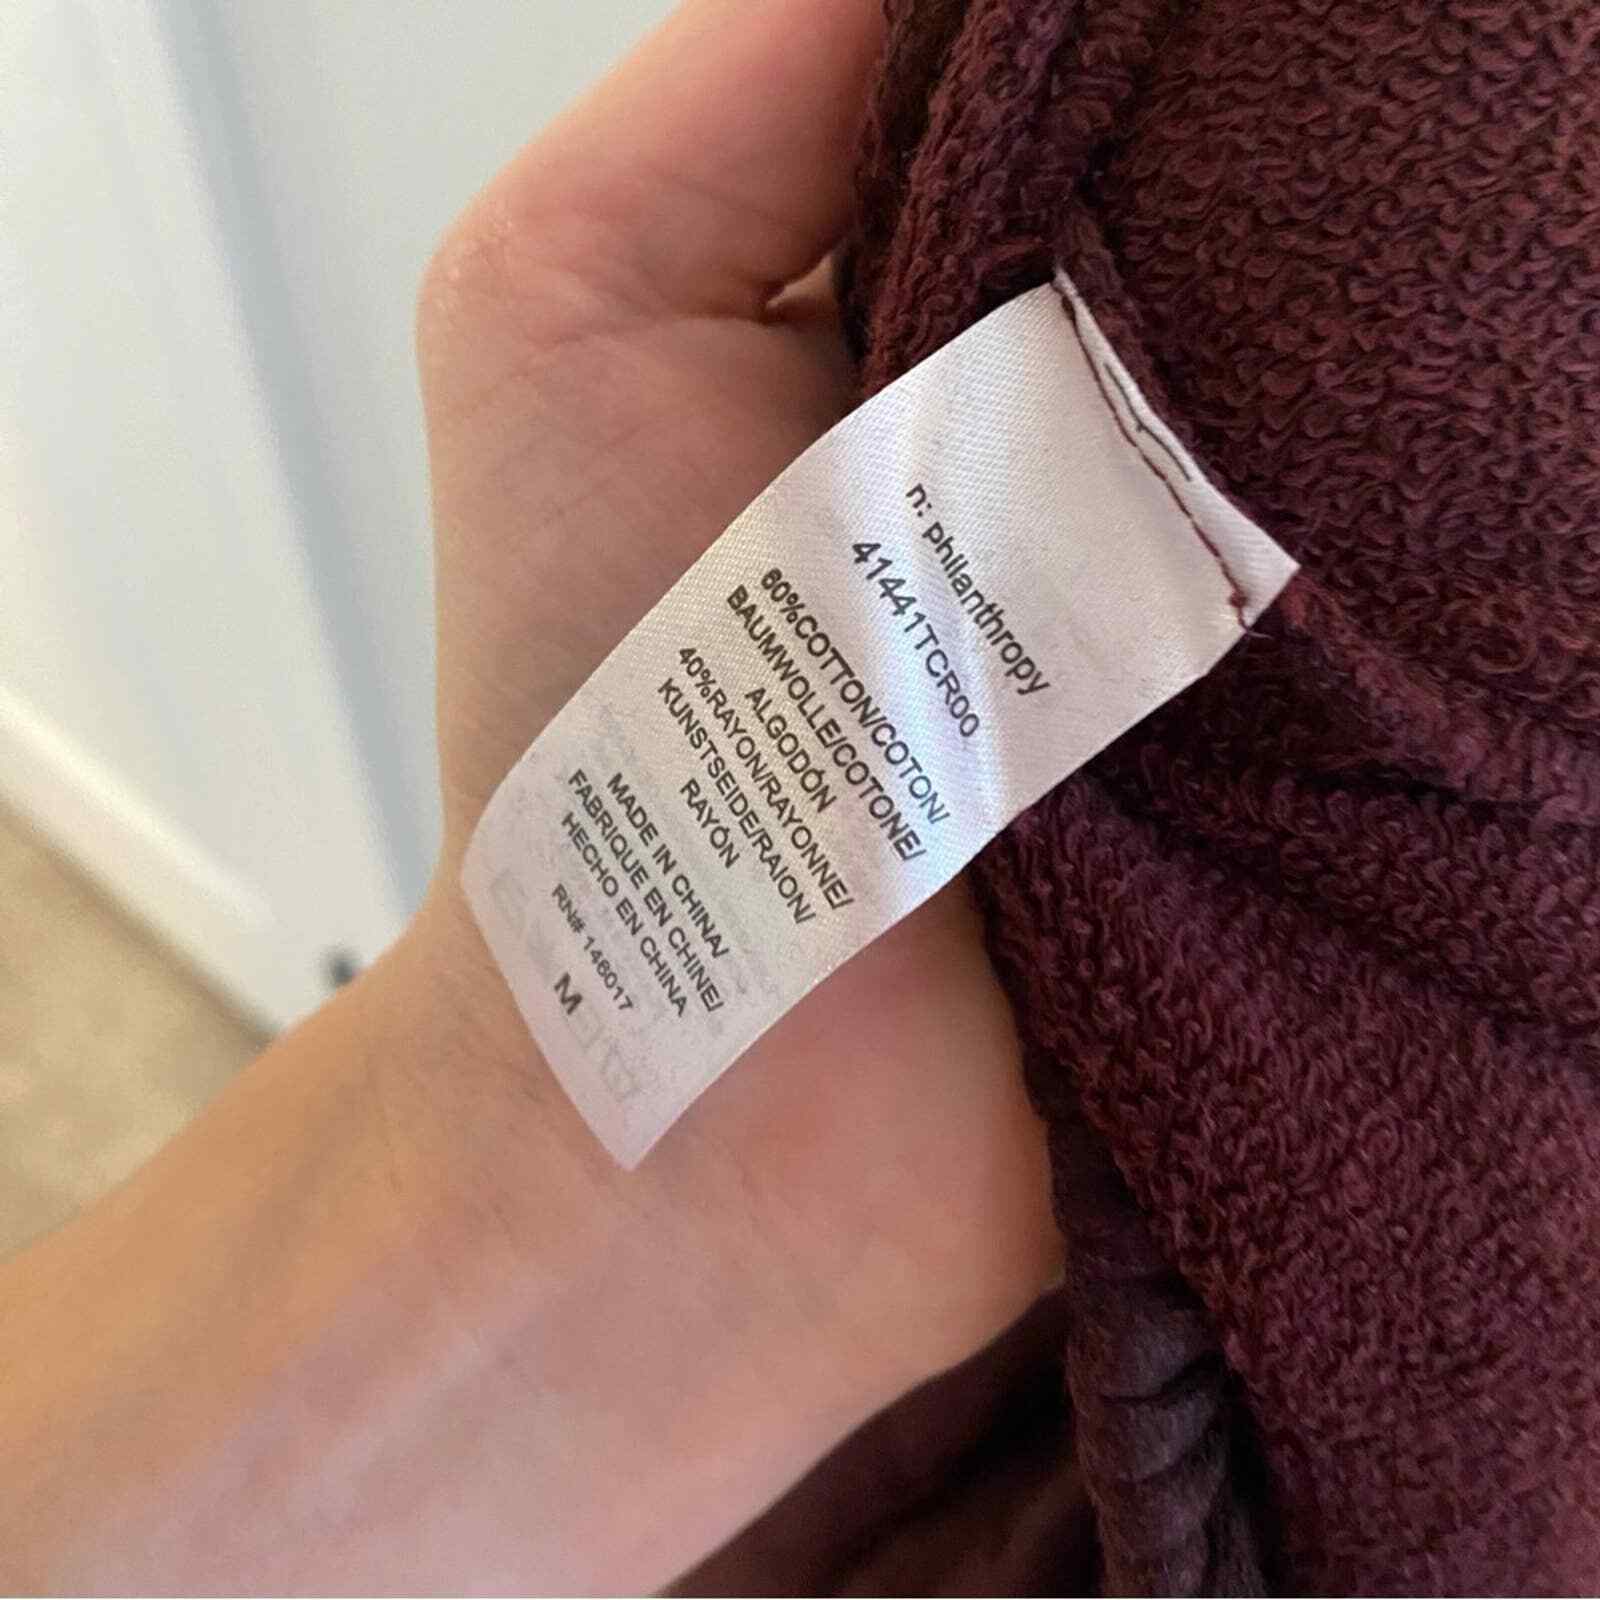 n: philanthropy
41441TCR00
60%COTTON/COTON/
BAUMWOLLE/COTONE/
ALGODÓN
40%RAYON/RAYONNE/
KUNSTSEIDE/RAION/
RAYÓN
MADE IN CHINA/
FABRIQUE EN CHINE/
HECHO EN CHINA
RN# 146017
M